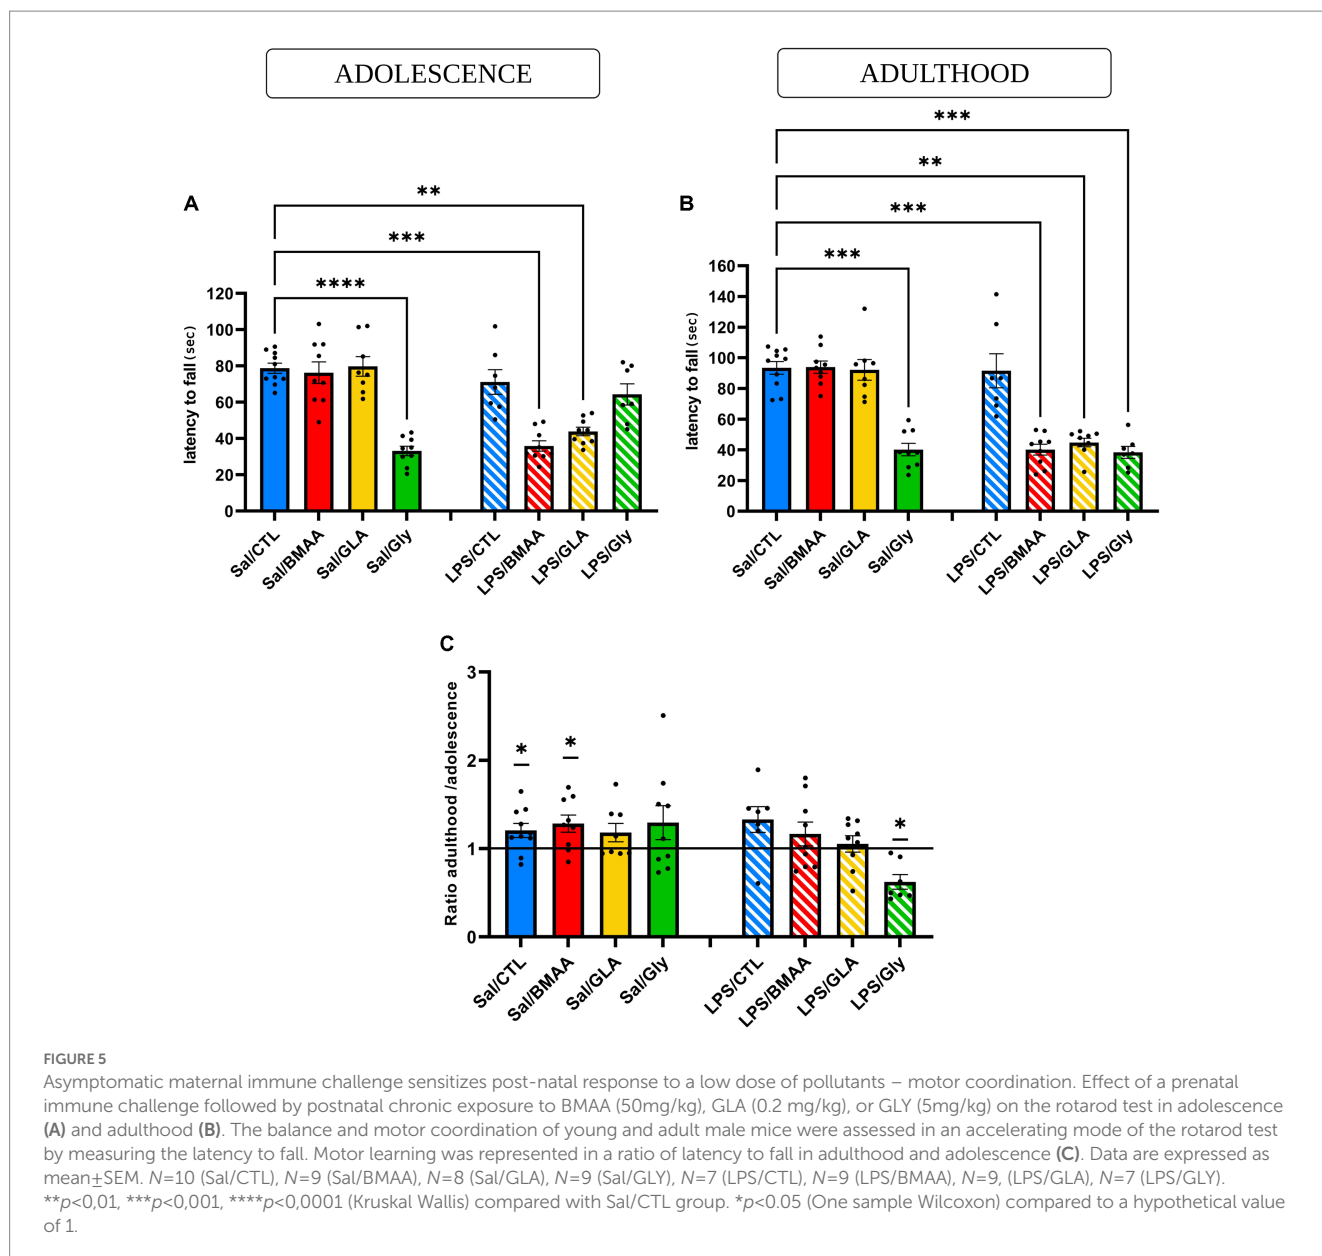 ADOLESCENCE
ADULTHOOD
A
**
***
****
latency to fall (sec)
120
100
80
60
40
20
0
Sal/CTL
Sal/BMAA
Sal/GLA
Sal/Gly
LPS/CTL
LPS/BMAA
LPS/GLA
LPS/Gly
B
***
**
***
***
latency to fall (sec)
160
140
120
100
80
60
40
20
0
Sal/CTL
Sal/BMAA
Sal/GLA
Sal/Gly
LPS/CTL
LPS/BMAA
LPS/GLA
LPS/Gly
C
Ratio adulthood /adolescence
3
2
1
0
*
*
*
Sal/CTL
Sal/BMAA
Sal/GLA
Sal/Gly
LPS/CTL
LPS/BMAA
LPS/GLA
LPS/Gly
FIGURE 5
Asymptomatic maternal immune challenge sensitizes post-natal response to a low dose of pollutants – motor coordination. Effect of a prenatal
immune challenge followed by postnatal chronic exposure to BMAA (50mg/kg), GLA (0.2 mg/kg), or GLY (5mg/kg) on the rotarod test in adolescence
(A) and adulthood (B). The balance and motor coordination of young and adult male mice were assessed in an accelerating mode of the rotarod test
by measuring the latency to fall. Motor learning was represented in a ratio of latency to fall in adulthood and adolescence (C). Data are expressed as
mean±SEM. N=10 (Sal/CTL), N=9 (Sal/BMAA), N=8 (Sal/GLA), N=9 (Sal/GLY), N=7 (LPS/CTL), N=9 (LPS/BMAA), N=9, (LPS/GLA), N=7 (LPS/GLY).
**p<0,01, ***p<0,001, ****p<0,0001 (Kruskal Wallis) compared with Sal/CTL group. *p<0.05 (One sample Wilcoxon) compared to a hypothetical value
of 1.